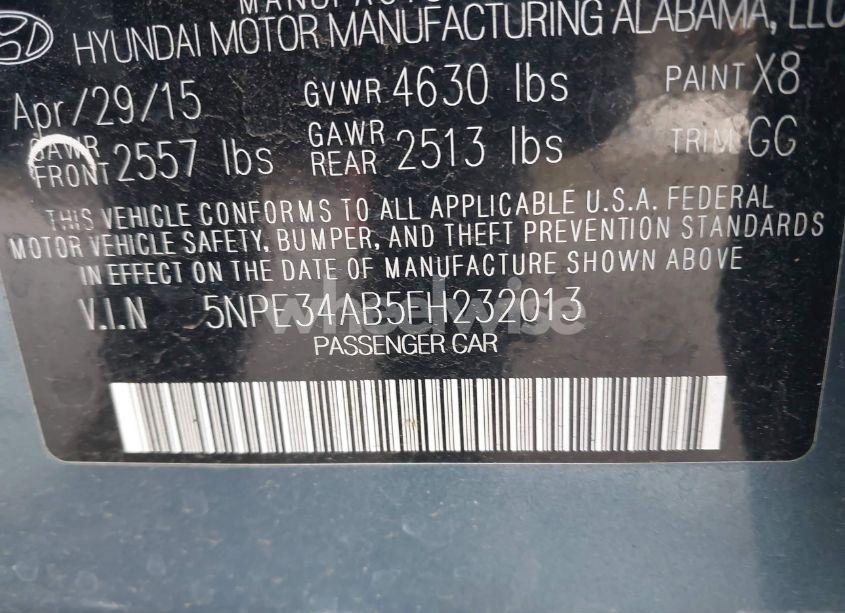 HYUNDAI MOTOR MANUFACTURING ALABAMA, LLC
Apr/29/15 GVWR 4630 lbs PAINT X8
GAWR FRONT 2557 lbs GAWR REAR 2513 lbs TRIM GG
THIS VEHICLE CONFORMS TO ALL APPLICABLE U.S.A. FEDERAL
MOTOR VEHICLE SAFETY, BUMPER, AND THEFT PREVENTION STANDARDS
IN EFFECT ON THE DATE OF MANUFACTURE SHOWN ABOVE
V.I.N 5NPE34AB5FH232013
wheelwise
PASSENGER CAR